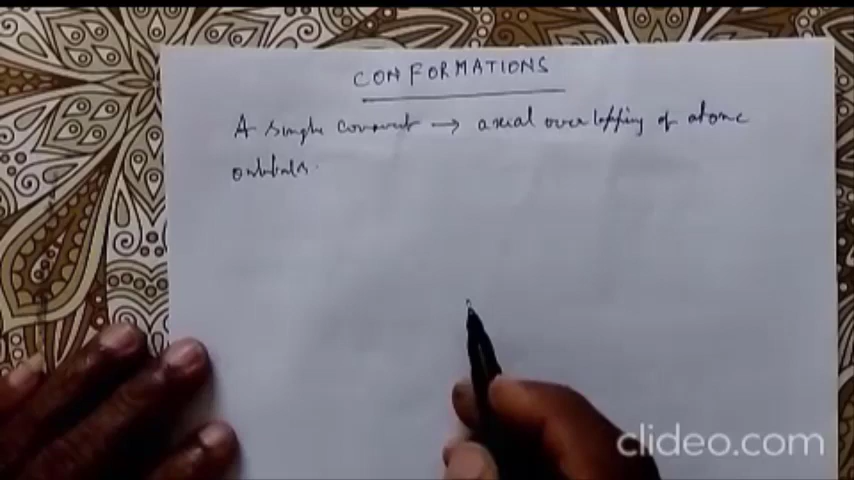 CONFORMATIONS
A single covalent → axial overlapping of atomic
orbitals.
clideo.com